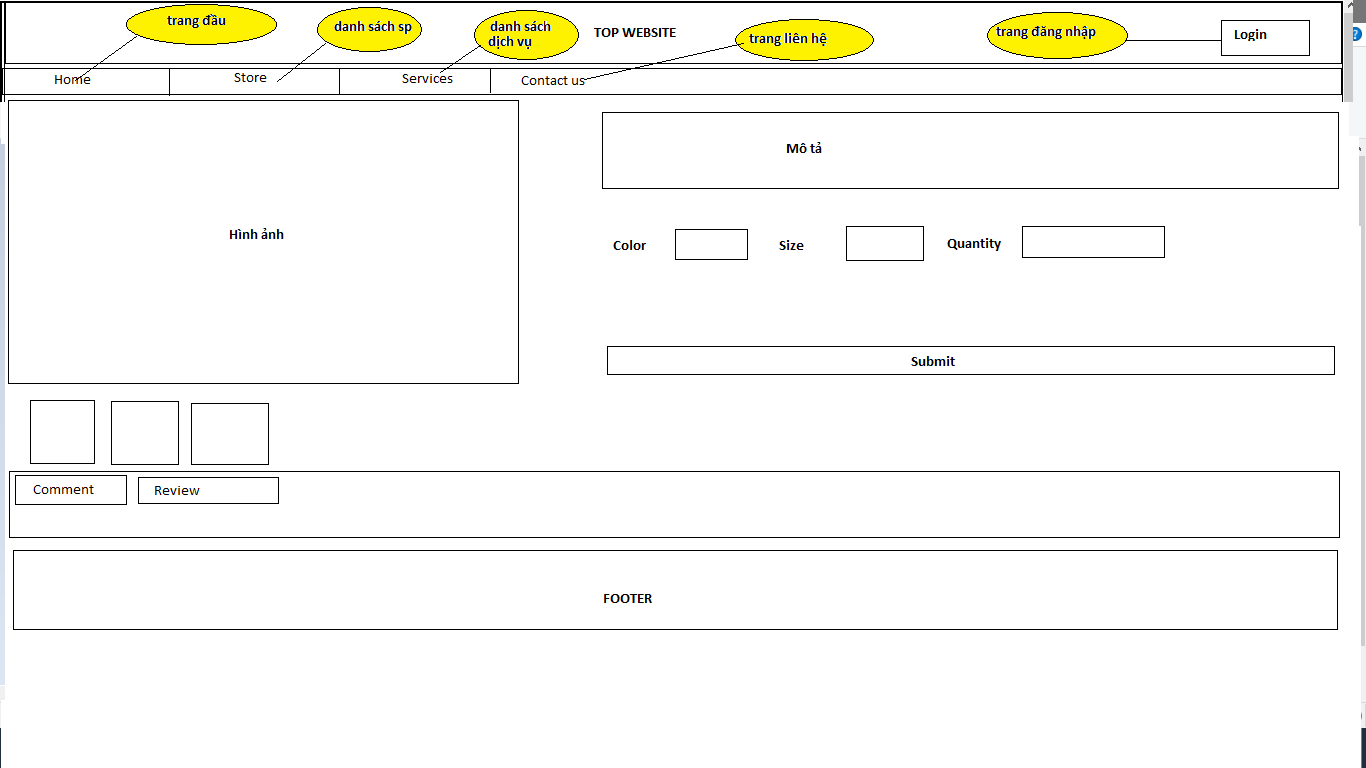 trang đầu
danh sách sp
danh sách
dịch vụ
TOP WEBSITE
trang liên hệ
trang đăng nhập
Login
Home
Store
Services
Contact us
Mô tả
Hình ảnh
Color
Size
Quantity
Submit
Comment
Review
FOOTER